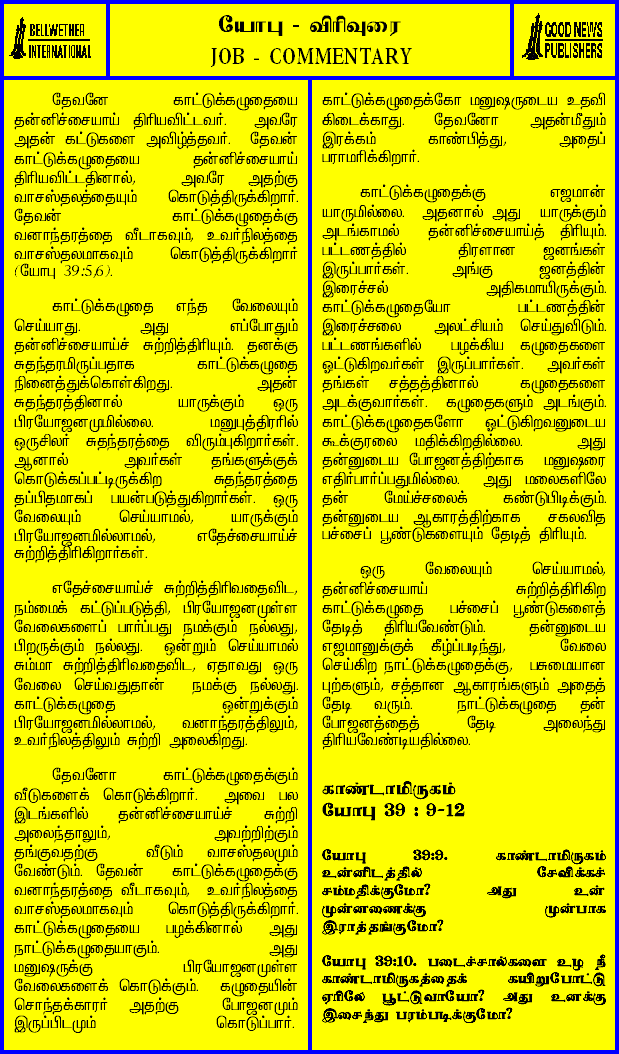 BELLWETHER
INTERNATIONAL
யோபு - விரிவுரை
JOB - COMMENTARY
GOOD NEWS
PUBLISHERS
தேவனே காட்டுக்கழுதையை
தன்னிச்சையாய் திரியவிட்டவர். அவரே
அதன் கட்டுகளை அவிழ்த்தவர். தேவன்
காட்டுக்கழுதையை தன்னிச்சையாய்
திரியவிட்டதினால், அவரே அதற்கு
வாசஸ்தலத்தையும் கொடுத்திருக்கிறார்.
தேவன் காட்டுக்கழுதைக்கு
வனாந்தரத்தை வீடாகவும், உவர்நிலத்தை
வாசஸ்தலமாகவும் கொடுத்திருக்கிறார்
(யோபு 39:5,6).
காட்டுக்கழுதை எந்த வேலையும்
செய்யாது. அது எப்போதும்
தன்னிச்சையாய்ச் சுற்றித்திரியும். தனக்கு
சுதந்தரமிருப்பதாக காட்டுக்கழுதை
நினைத்துக்கொள்கிறது. அதன்
சுதந்தரத்தினால் யாருக்கும் ஒரு
பிரயோஜனமுமில்லை. மனுபுத்திரரில்
ஒருசிலர் சுதந்தரத்தை விரும்புகிறார்கள்.
ஆனால் அவர்கள் தங்களுக்குக்
கொடுக்கப்பட்டிருக்கிற சுதந்தரத்தை
தப்பிதமாகப் பயன்படுத்துகிறார்கள். ஒரு
வேலையும் செய்யாமல், யாருக்கும்
பிரயோஜனமில்லாமல், எதேச்சையாய்ச்
சுற்றித்திரிகிறார்கள்.
எதேச்சையாய்ச் சுற்றித்திரிவதைவிட,
நம்மைக் கட்டுப்படுத்தி, பிரயோஜனமுள்ள
வேலைகளைப் பார்ப்பது நமக்கும் நல்லது,
பிறருக்கும் நல்லது. ஒன்றும் செய்யாமல்
சும்மா சுற்றித்திரிவதைவிட, ஏதாவது ஒரு
வேலை செய்வதுதான் நமக்கு நல்லது.
காட்டுக்கழுதை ஒன்றுக்கும்
பிரயோஜனமில்லாமல், வனாந்தரத்திலும்,
உவர்நிலத்திலும் சுற்றி அலைகிறது.
தேவனோ காட்டுக்கழுதைக்கும்
வீடுகளைக் கொடுக்கிறார். அவை பல
இடங்களில் தன்னிச்சையாய்ச் சுற்றி
அலைந்தாலும், அவற்றிற்கும்
தங்குவதற்கு வீடும் வாசஸ்தலமும்
வேண்டும். தேவன் காட்டுக்கழுதைக்கு
வனாந்தரத்தை வீடாகவும், உவர்நிலத்தை
வாசஸ்தலமாகவும் கொடுத்திருக்கிறார்.
காட்டுக்கழுதையை பழக்கினால் அது
நாட்டுக்கழுதையாகும். அது
மனுஷருக்கு பிரயோஜனமுள்ள
வேலைகளைக் கொடுக்கும். கழுதையின்
சொந்தக்காரர் அதற்கு போஜனமும்
இருப்பிடமும் கொடுப்பார்.
காட்டுக்கழுதைக்கோ மனுஷருடைய உதவி
கிடைக்காது. தேவனோ அதன்மீதும்
இரக்கம் காண்பித்து, அதைப்
பராமரிக்கிறார்.
காட்டுக்கழுதைக்கு எஜமான்
யாருமில்லை. அதனால் அது யாருக்கும்
அடங்காமல் தன்னிச்சையாய்த் திரியும்.
பட்டணத்தில் திரளான ஜனங்கள்
இருப்பார்கள். அங்கு ஜனத்தின்
இரைச்சல் அதிகமாயிருக்கும்.
காட்டுக்கழுதையோ பட்டணத்தின்
இரைச்சலை அலட்சியம் செய்துவிடும்.
பட்டணங்களில் பழக்கிய கழுதைகளை
ஓட்டுகிறவர்கள் இருப்பார்கள். அவர்கள்
தங்கள் சத்தத்தினால் கழுதைகளை
அடக்குவார்கள். கழுதைகளும் அடங்கும்.
காட்டுக்கழுதைகளோ ஓட்டுகிறவனுடைய
கூக்குரலை மதிக்கிறதில்லை. அது
தன்னுடைய போஜனத்திற்காக மனுஷரை
எதிர்பார்ப்பதுமில்லை. அது மலைகளிலே
தன் மேய்ச்சலைக் கண்டுபிடிக்கும்.
தன்னுடைய ஆகாரத்திற்காக சகலவித
பச்சைப் பூண்டுகளையும் தேடித் திரியும்.
ஒரு வேலையும் செய்யாமல்,
தன்னிச்சையாய் சுற்றித்திரிகிற
காட்டுக்கழுதை பச்சைப் பூண்டுகளைத்
தேடித் திரியவேண்டும். தன்னுடைய
எஜமானுக்குக் கீழ்ப்படிந்து, வேலை
செய்கிற நாட்டுக்கழுதைக்கு, பசுமையான
புற்களும், சத்தான ஆகாரங்களும் அதைத்
தேடி வரும். நாட்டுக்கழுதை தன்
போஜனத்தைத் தேடி அலைந்து
திரியவேண்டியதில்லை.
காண்டாமிருகம்
யோபு 39 : 9-12
யோபு 39:9. காண்டாமிருகம்
உன்னிடத்தில் சேவிக்கச்
சம்மதிக்குமோ? அது உன்
முன்னணைக்கு முன்பாக
இராத்தங்குமோ?
யோபு 39:10. படைச்சால்களை உழ நீ
காண்டாமிருகத்தைக் கயிறுபோட்டு
ஏரிலே பூட்டுவாயோ? அது உனக்கு
இசைந்து பரம்படிக்குமோ?